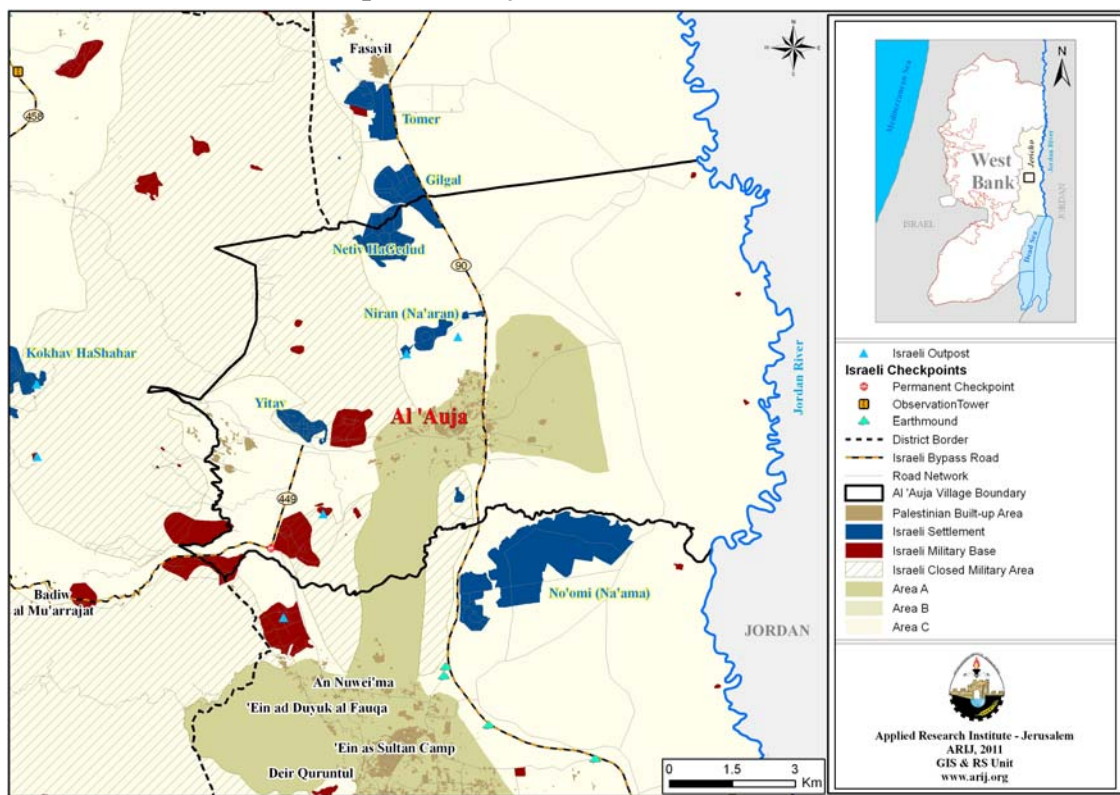 Fasayil
458
Tomer
Gilgal
Netiv HaGedud
90
Niran (Na'aran)
Kokhav HaShahar
Yitav
Al 'Auja
449
Jordan River
No'omi (Na'ama)
Badiw
al Mu'arrajat
JORDAN
An Nuwei'ma
'Ein ad Duyuk al Fauqa
'Ein as Sultan Camp
Deir Quruntul
0 1.5 3
Km
N
Mediterranean Sea
West
Bank
Jericho
Jordan River
ISRAEL
JORDAN
Dead Sea
Israeli Outpost
Israeli Checkpoints
Permanent Checkpoint
ObservationTower
Earthmound
District Border
Israeli Bypass Road
Road Network
Al 'Auja Village Boundary
Palestinian Built-up Area
Israeli Settlement
Israeli Military Base
Israeli Closed Military Area
Area A
Area B
Area C
Applied Research Institute - Jerusalem
ARIJ, 2011
GIS & RS Unit
www.arij.org